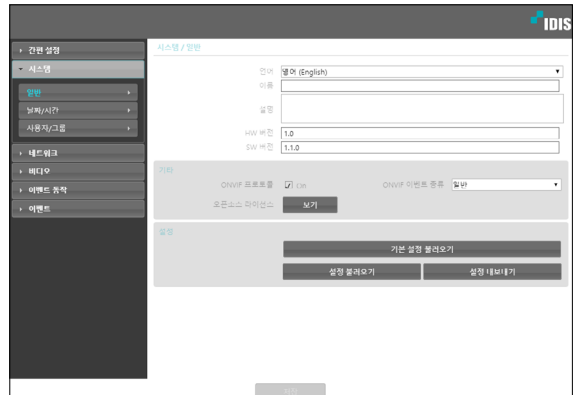 IDIS
간편 설정
시스템
일반
날짜/시간
사용자/그룹
네트워크
비디오
이벤트 동작
이벤트
시스템 / 일반
언어 영어 (English)
이름
설명
HW 버전 1.0
SW 버전 1.1.0
기타
ONVIF 프로토콜 On ONVIF 이벤트 종류 일반
오픈소스 라이선스 보기
설정
기본 설정 불러오기
설정 불러오기 설정 내보내기